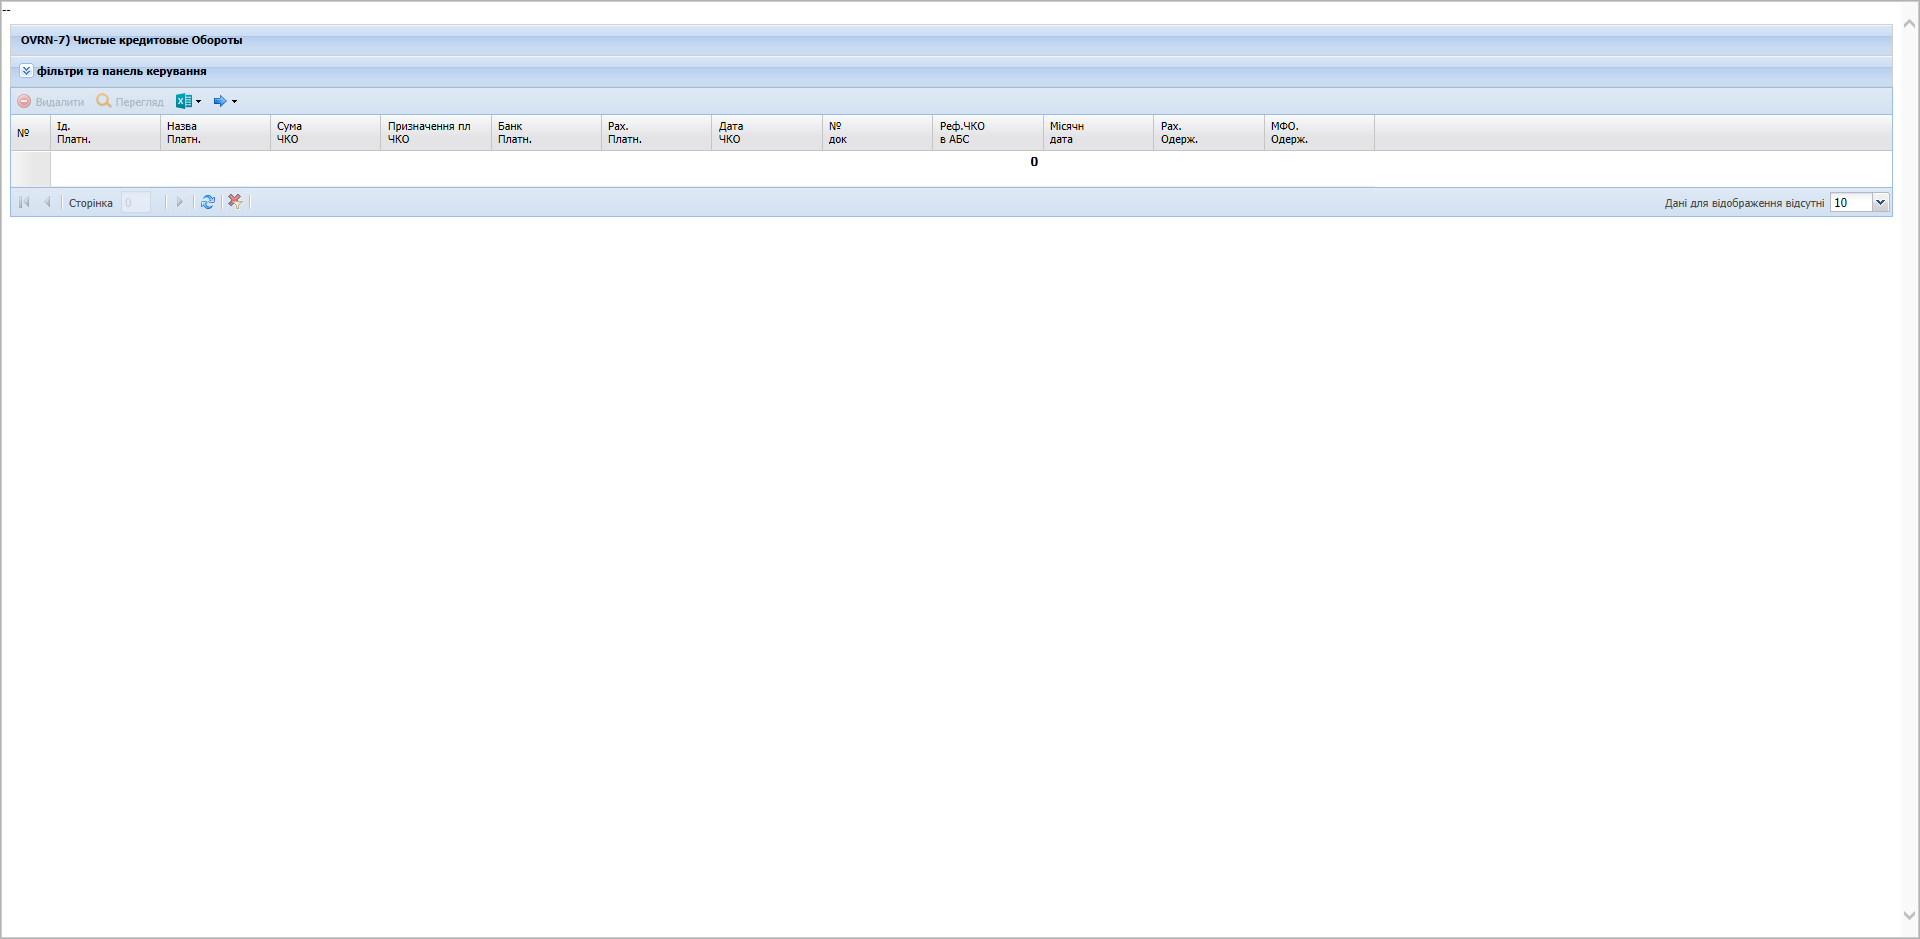 --
OVRN-7) Чистые кредитовые Обороты
фільтри та панель керування
Видалити Перегляд
№ Ід. Платн. Назва Платн. Сума ЧКО Призначення пл ЧКО Банк Платн. Рах. Платн. Дата ЧКО № док Реф.ЧКО в АБС Місячн дата Рах. Одерж. МФО. Одерж.
0
Сторінка 0 Дані для відображення відсутні 10